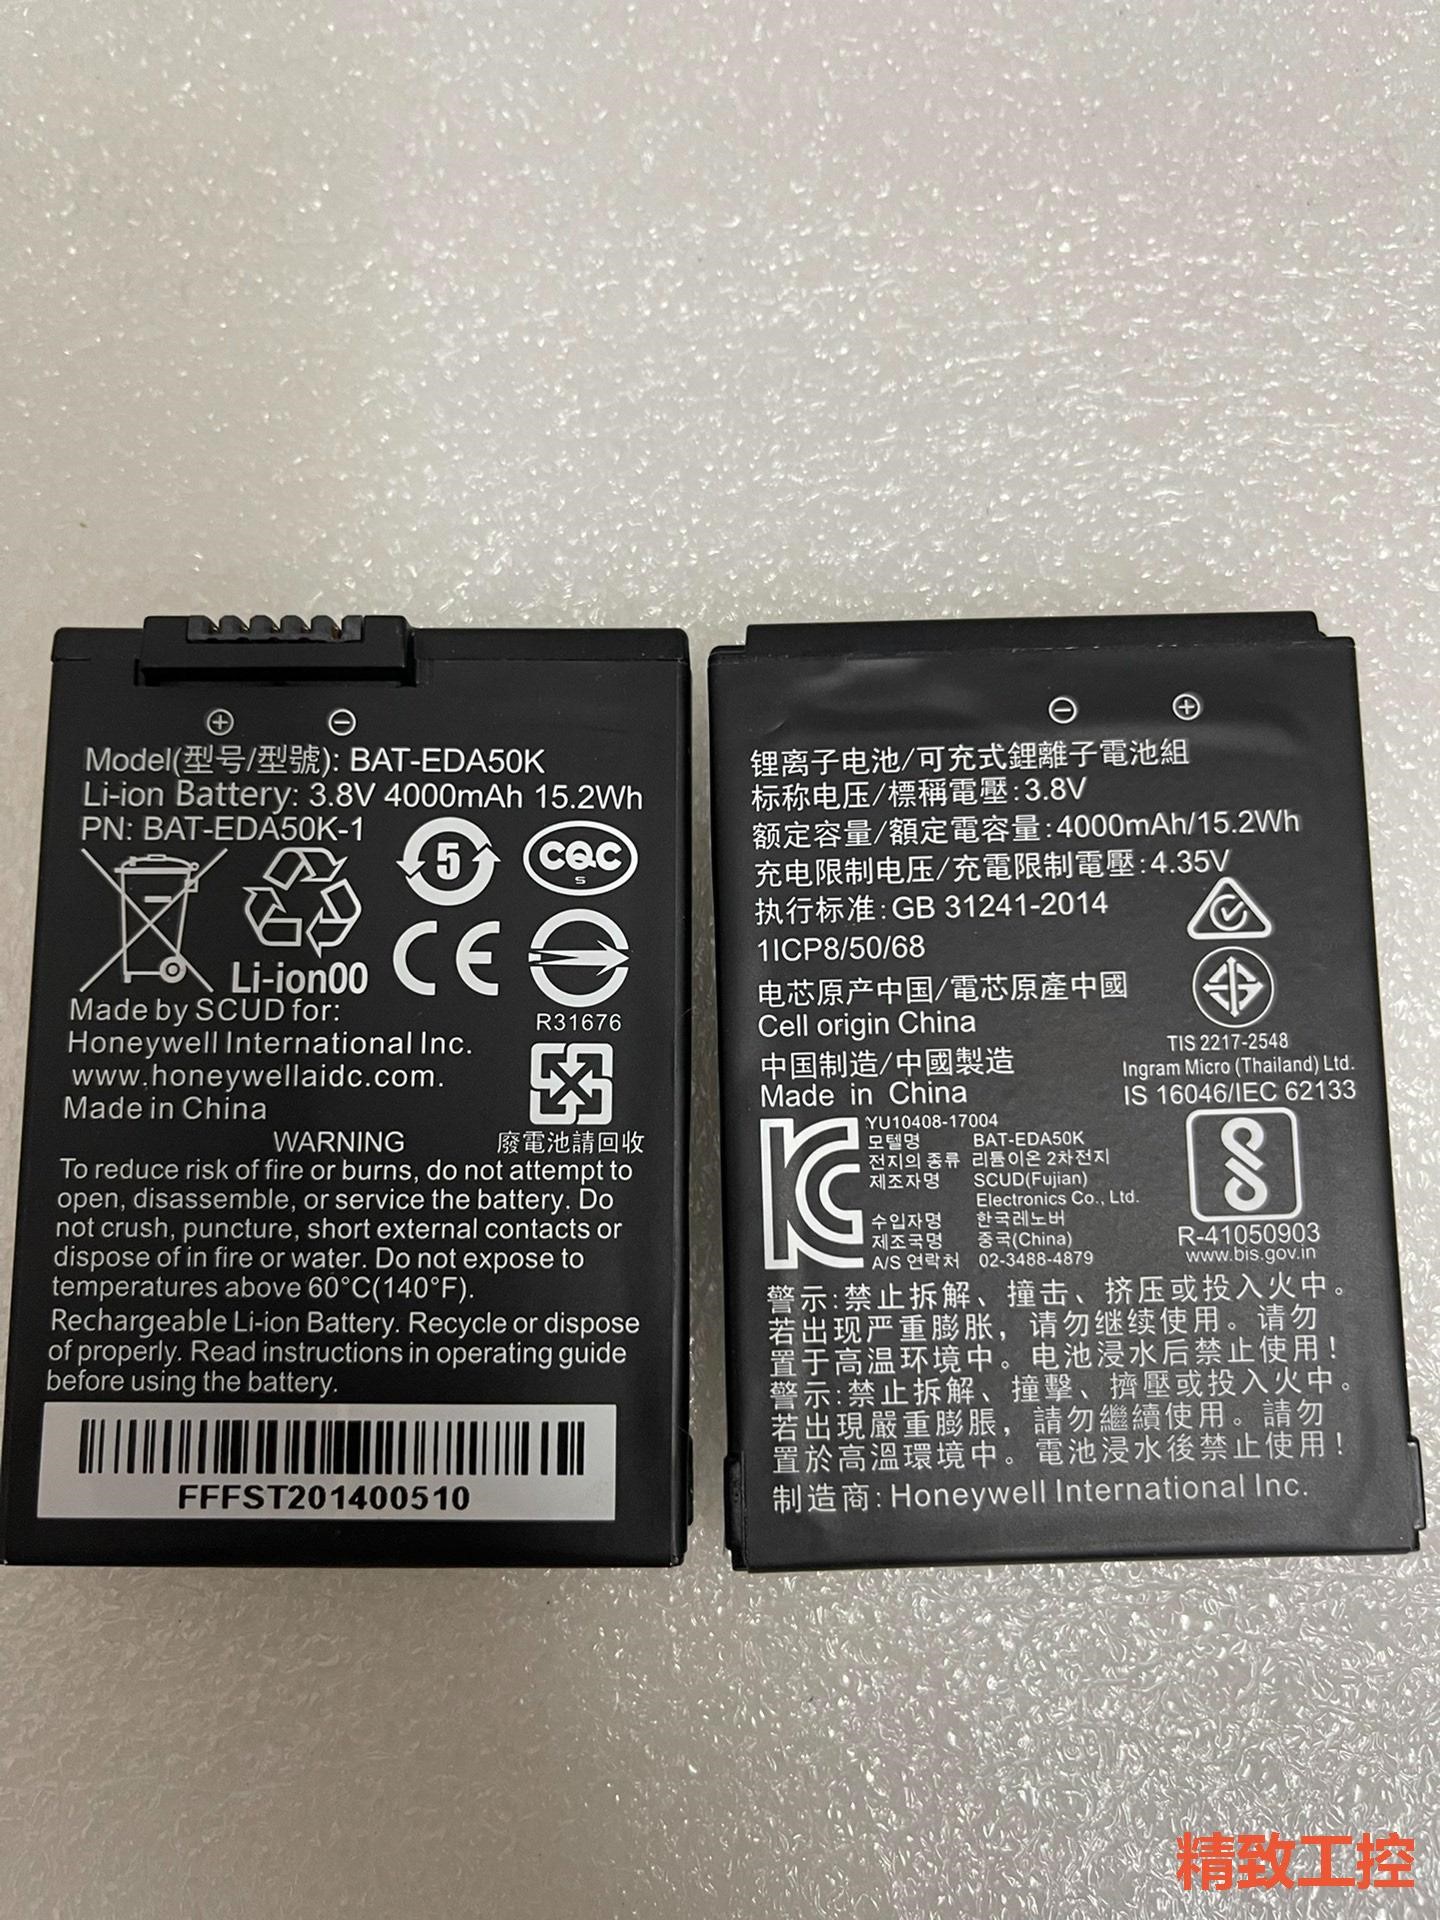 Model(型号/型號): BAT-EDA50K
Li-ion Battery: 3.8V 4000mAh 15.2Wh
PN: BAT-EDA50K-1
5
CQC
S
Li-ion00
CE
R31676
Made by SCUD for:
Honeywell International Inc.
www.honeywellaidc.com.
Made in China
廢電池請回收
WARNING
To reduce risk of fire or burns, do not attempt to
open, disassemble, or service the battery. Do
not crush, puncture, short external contacts or
dispose of in fire or water. Do not expose to
temperatures above 60°C(140°F).
Rechargeable Li-ion Battery. Recycle or dispose
of properly. Read instructions in operating guide
before using the battery.
FFFST201400510
锂离子电池/可充式鋰離子電池組
标称电压/標稱電壓:3.8V
额定容量/額定電容量:4000mAh/15.2Wh
充电限制电压/充電限制電壓:4.35V
执行标准:GB 31241-2014
1ICP8/50/68
电芯原产中国/電芯原產中國
Cell origin China
中国制造/中國製造
Made in China
TIS 2217-2548
Ingram Micro (Thailand) Ltd.
IS 16046/IEC 62133
YU10408-17004
모델명 BAT-EDA50K
전지의 종류 리튬이온 2차전지
제조자명 SCUD(Fujian)
Electronics Co., Ltd.
수입자명 한국레노버
제조국명 중국(China)
A/S 연락처 02-3488-4879
R-41050903
www.bis.gov.in
警示:禁止拆解、撞击、挤压或投入火中。
若出现严重膨胀，请勿继续使用。请勿
置于高温环境中。电池浸水后禁止使用!
警示:禁止拆解、撞擊、擠壓或投入火中。
若出現嚴重膨脹，請勿繼續使用。請勿
置於高溫環境中。電池浸水後禁止使用!
制造商: Honeywell International Inc.
精致工控